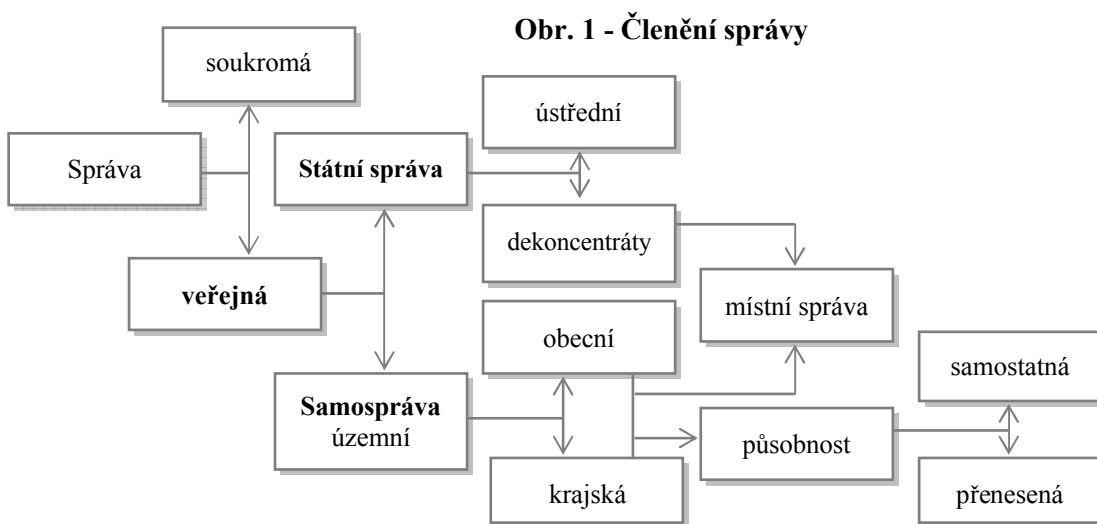 Obr. 1 - Členění správy
soukromá
ústřední
Správa
Státní správa
dekoncentráty
veřejná
místní správa
obecní
samostatná
Samospráva
územní
působnost
krajská
přenesená